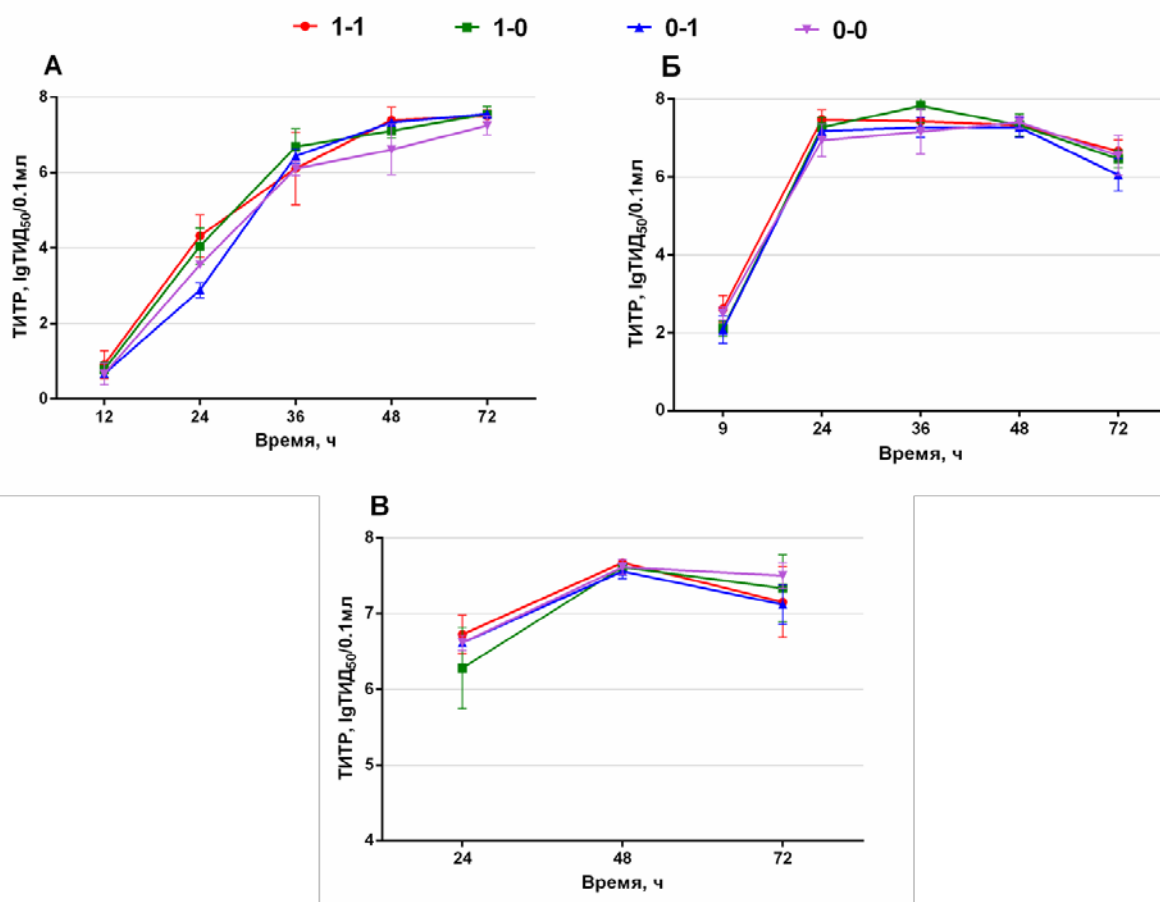 1-1 1-0 0-1 0-0
А
ТИТР, lgТИД50/0.1мл
8
6
4
2
0
12 24 36 48 72
Время, ч
Б
ТИТР, lgТИД50/0.1мл
8
6
4
2
0
9 24 36 48 72
Время, ч
В
ТИТР, lgТИД50/0.1мл
8
7
6
5
4
24 48 72
Время, ч